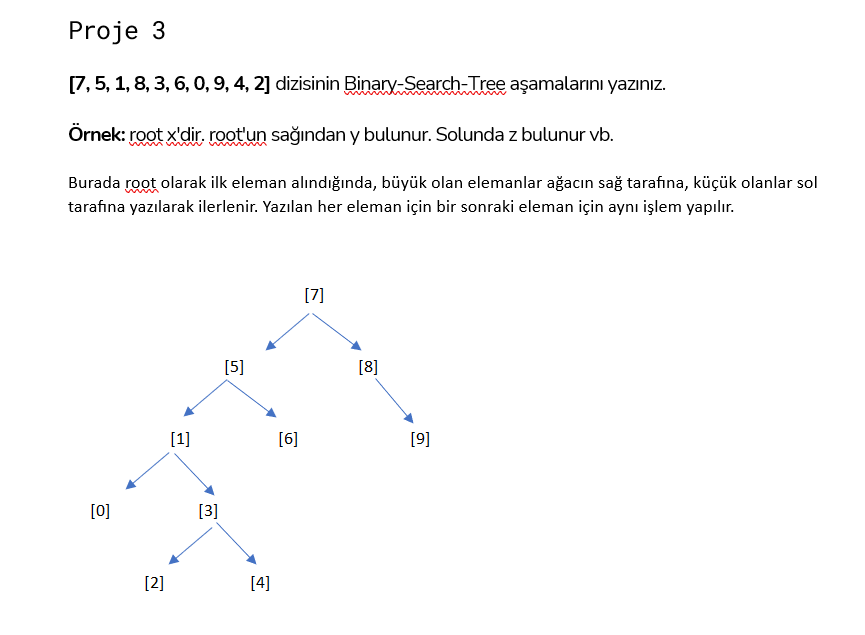 Proje 3
[7, 5, 1, 8, 3, 6, 0, 9, 4, 2] dizisinin Binary-Search-Tree aşamalarını yazınız.
Örnek: root x'dir. root'un sağından y bulunur. Solunda z bulunur vb.
Burada root olarak ilk eleman alındığında, büyük olan elemanlar ağacın sağ tarafına, küçük olanlar sol
tarafına yazılarak ilerlenir. Yazılan her eleman için bir sonraki eleman için aynı işlem yapılır.
[7]
[5] [8]
[1] [6] [9]
[0] [3]
[2] [4]